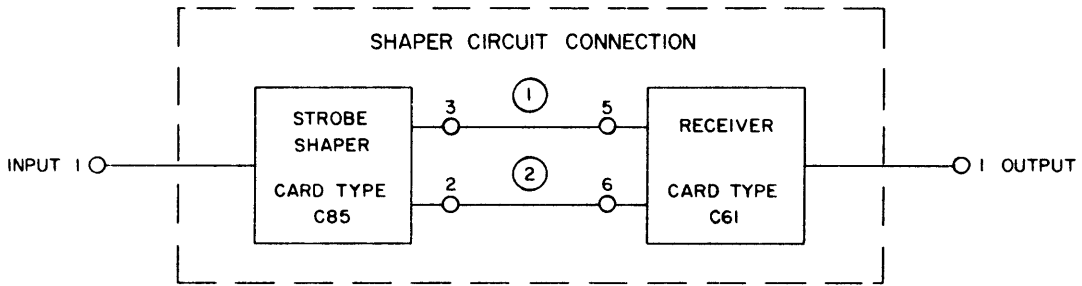 SHAPER CIRCUIT CONNECTION
1
3
5
STROBE
SHAPER
RECEIVER
INPUT 1
1 OUTPUT
2
2
6
CARD TYPE
C85
CARD TYPE
C61